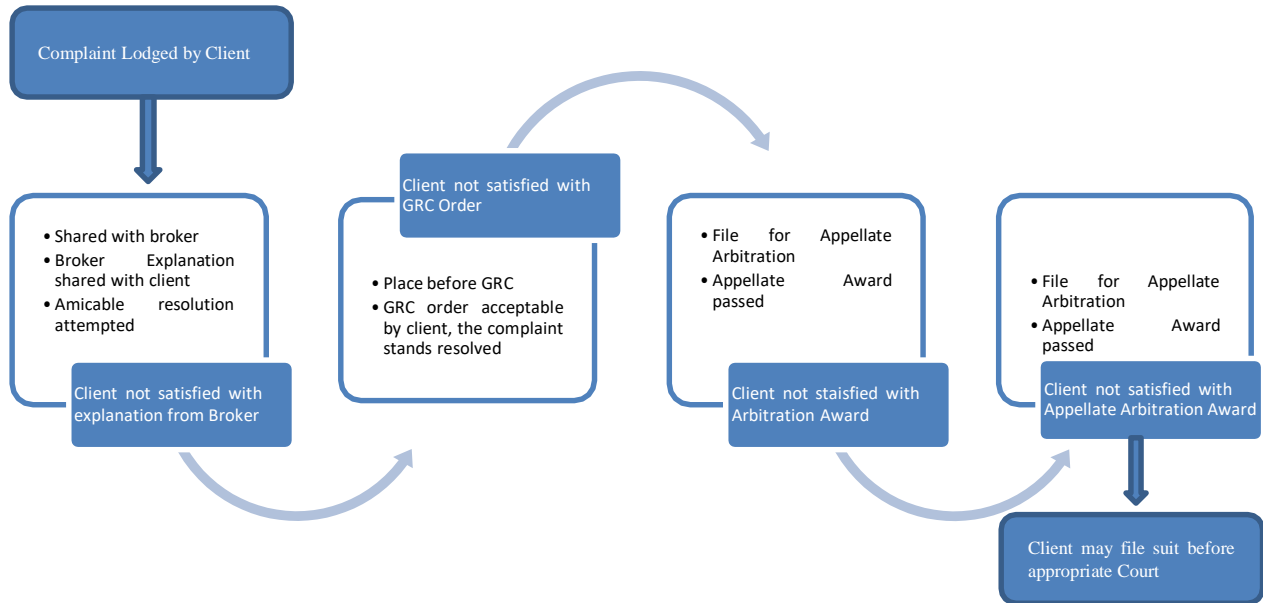 Complaint Lodged by Client
• Shared with broker
• Broker Explanation
shared with client
• Amicable resolution
attempted
Client not satisfied with
explanation from Broker
Client not satisfied with
GRC Order
• Place before GRC
• GRC order acceptable
by client, the complaint
stands resolved
• File for Appellate
Arbitration
• Appellate Award
passed
Client not staisfied with
Arbitration Award
• File for Appellate
Arbitration
• Appellate Award
passed
Client not satisfied with
Appellate Arbitration Award
Client may file suit before
appropriate Court